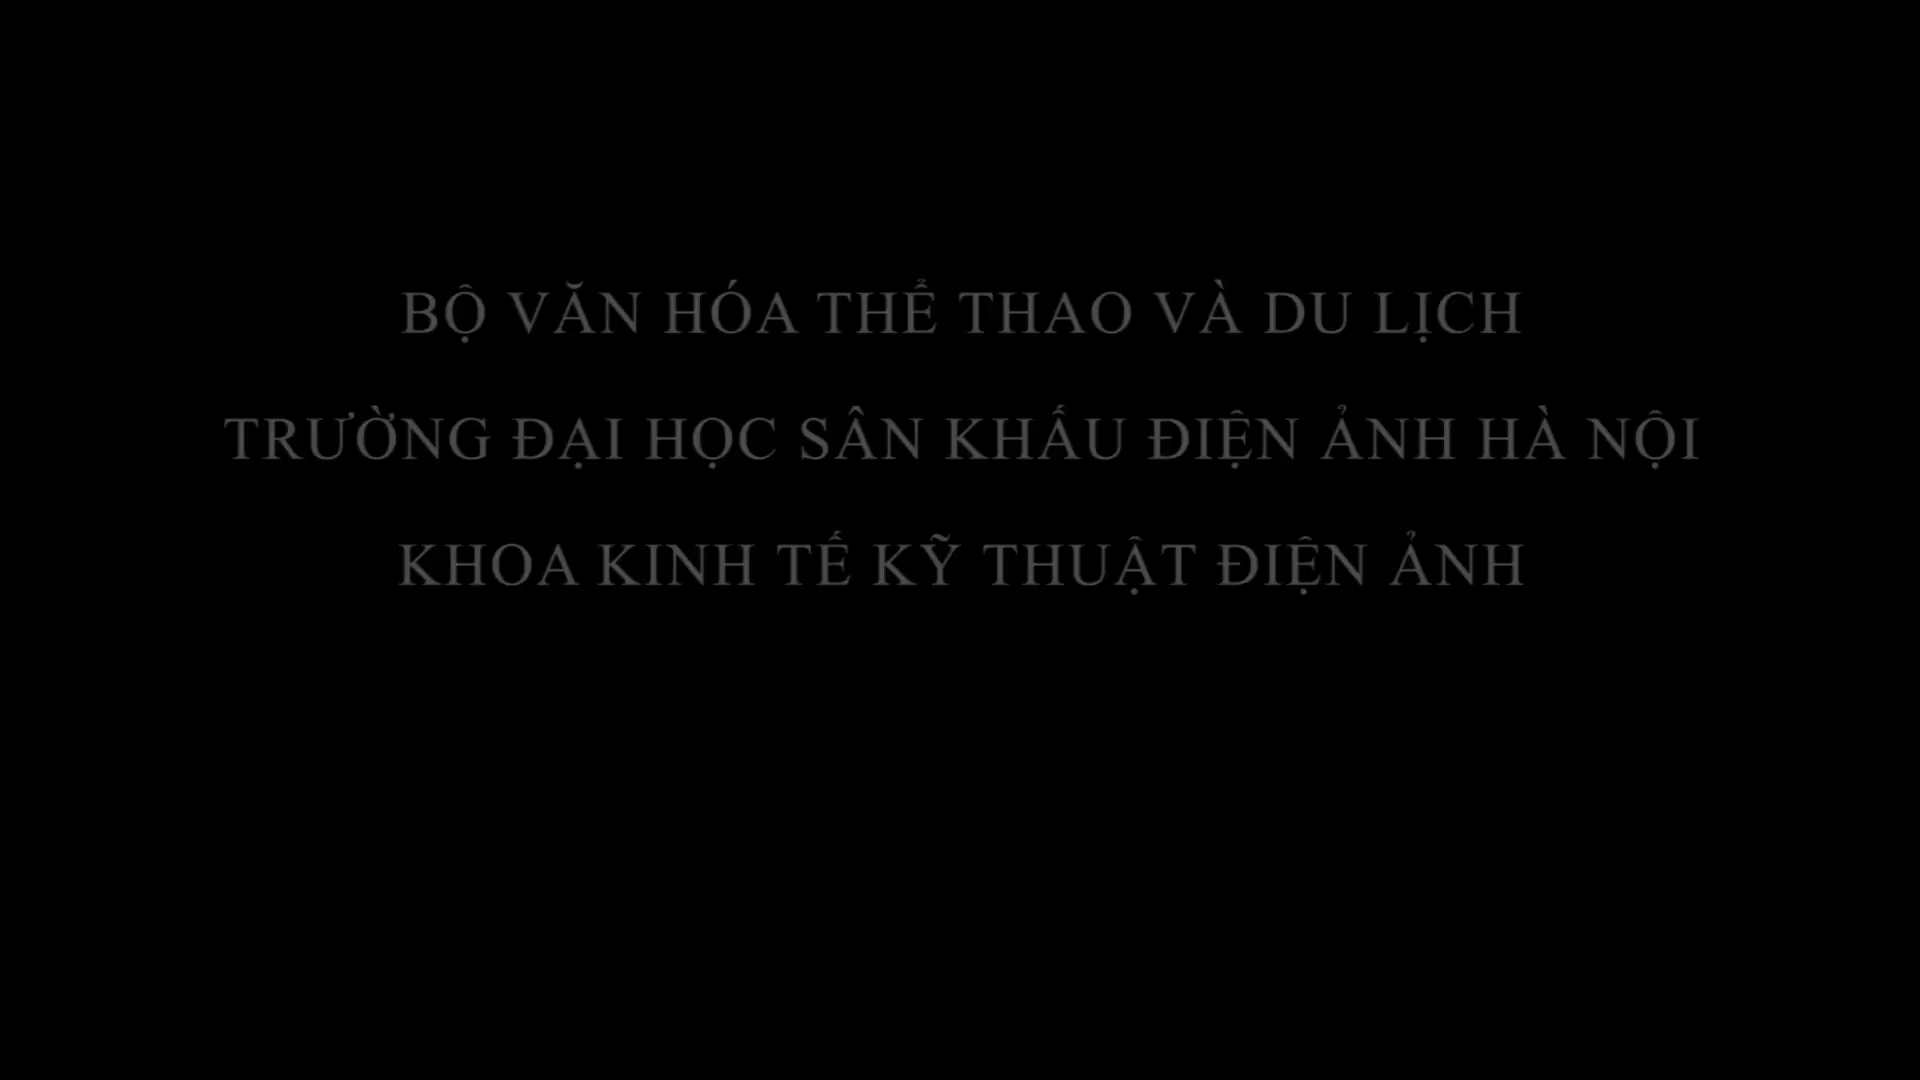 BỘ VĂN HÓA THỂ THAO VÀ DU LỊCH
TRƯỜNG ĐẠI HỌC SÂN KHẤU ĐIỆN ẢNH HÀ NỘI
KHOA KINH TẾ KỸ THUẬT ĐIỆN ẢNH